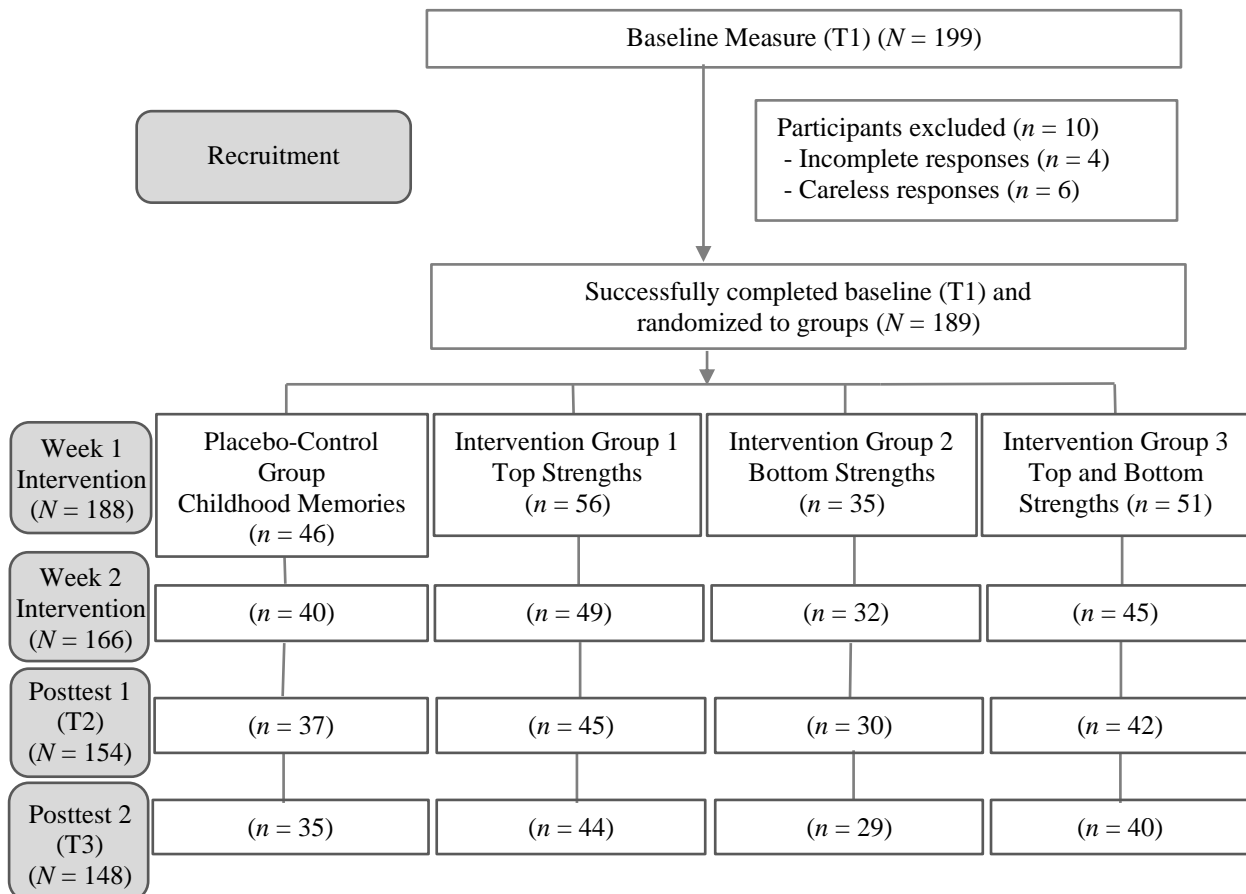 Baseline Measure (T1) (N = 199)
Recruitment
Participants excluded (n = 10)
- Incomplete responses (n = 4)
- Careless responses (n = 6)
Successfully completed baseline (T1) and
randomized to groups (N = 189)
Week 1
Intervention
(N = 188)
Placebo-Control
Group
Childhood Memories
(n = 46)
Intervention Group 1
Top Strengths
(n = 56)
Intervention Group 2
Bottom Strengths
(n = 35)
Intervention Group 3
Top and Bottom
Strengths (n = 51)
Week 2
Intervention
(N = 166)
(n = 40)
(n = 49)
(n = 32)
(n = 45)
Posttest 1
(T2)
(N = 154)
(n = 37)
(n = 45)
(n = 30)
(n = 42)
Posttest 2
(T3)
(N = 148)
(n = 35)
(n = 44)
(n = 29)
(n = 40)